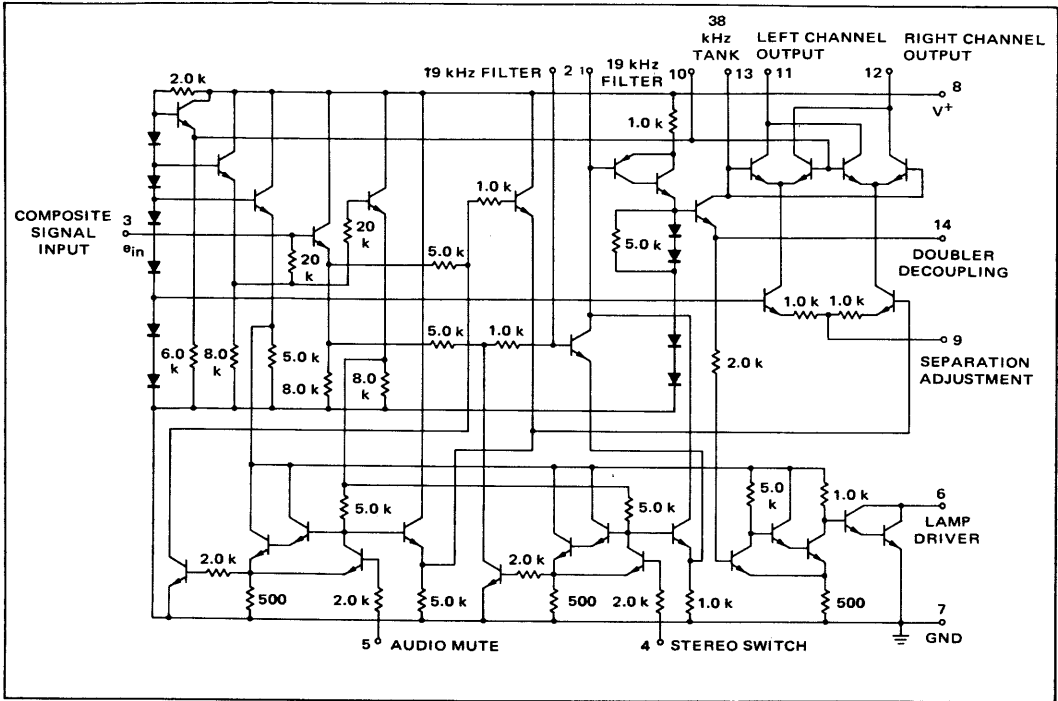 38
kHz
TANK
LEFT CHANNEL
OUTPUT
RIGHT CHANNEL
OUTPUT
19 kHz FILTER
2
1
19 kHz
FILTER
10
13
11
12
8
V+
2.0 k
1.0 k
1.0 k
COMPOSITE
SIGNAL
INPUT
3
ein
20
k
20
k
5.0 k
5.0 k
14
DOUBLER
DECOUPLING
1.0 k
1.0 k
5.0 k
1.0 k
9
SEPARATION
ADJUSTMENT
6.0
k
8.0
k
5.0 k
8.0 k
8.0
k
2.0 k
5.0 k
5.0 k
5.0
k
1.0 k
6
LAMP
DRIVER
2.0 k
2.0 k
500
2.0 k
5.0 k
500
2.0 k
1.0 k
500
7
GND
5
AUDIO MUTE
4
STEREO SWITCH